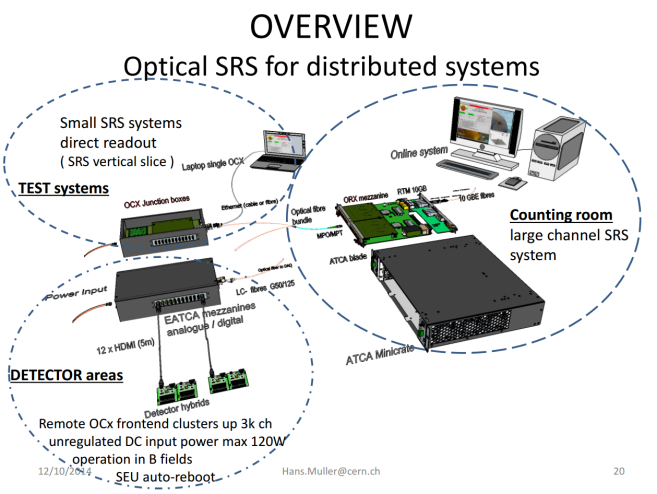 OVERVIEW
Optical SRS for distributed systems
Small SRS systems
direct readout
( SRS vertical slice )
TEST systems
Laptop single OCX
Online system
OCX Junction boxes
Ethernet (cable or fibre)
Optical fibre
bundle
ORX mezzanine
RTM 10GB
10 GBE fibres
MPO/MPT
ATCA blade
Counting room
large channel SRS
system
Power Input
Optical fiber to DAQ
LC- fibres G50/125
EATCA mezzanines
analogue / digital
12 x HDMI (5m)
ATCA Minicrate
DETECTOR areas
Detector hybrids
Remote OCx frontend clusters up 3k ch
unregulated DC input power max 120W
operation in B fields
SEU auto-reboot
12/10/2014
Hans.Muller@cern.ch
20